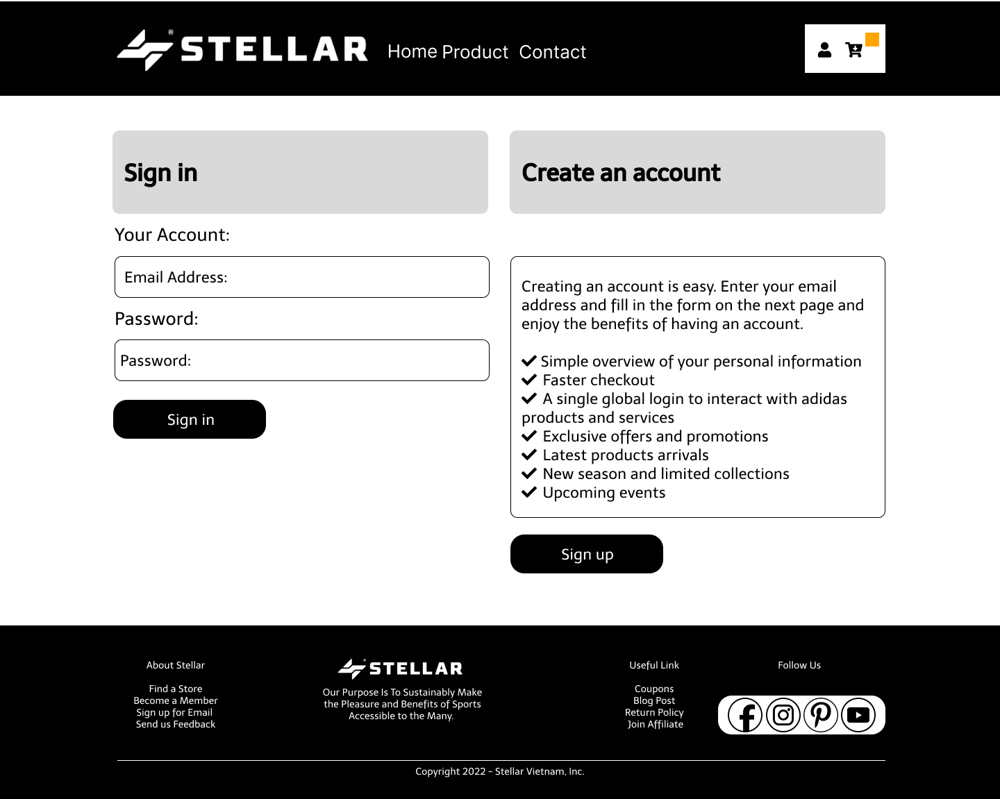 STELLAR
Home Product Contact
Sign in
Create an account
Your Account:
Email Address:
Password:
Password:
Sign in
Creating an account is easy. Enter your email
address and fill in the form on the next page and
enjoy the benefits of having an account.
✔ Simple overview of your personal information
✔ Faster checkout
✔ A single global login to interact with adidas
products and services
✔ Exclusive offers and promotions
✔ Latest products arrivals
✔ New season and limited collections
✔ Upcoming events
Sign up
About Stellar
Find a Store
Become a Member
Sign up for Email
Send us Feedback
STELLAR
Our Purpose Is To Sustainably Make
the Pleasure and Benefits of Sports
Accessible to the Many.
Useful Link
Coupons
Blog Post
Return Policy
Join Affiliate
Follow Us
Copyright 2022 - Stellar Vietnam, Inc.